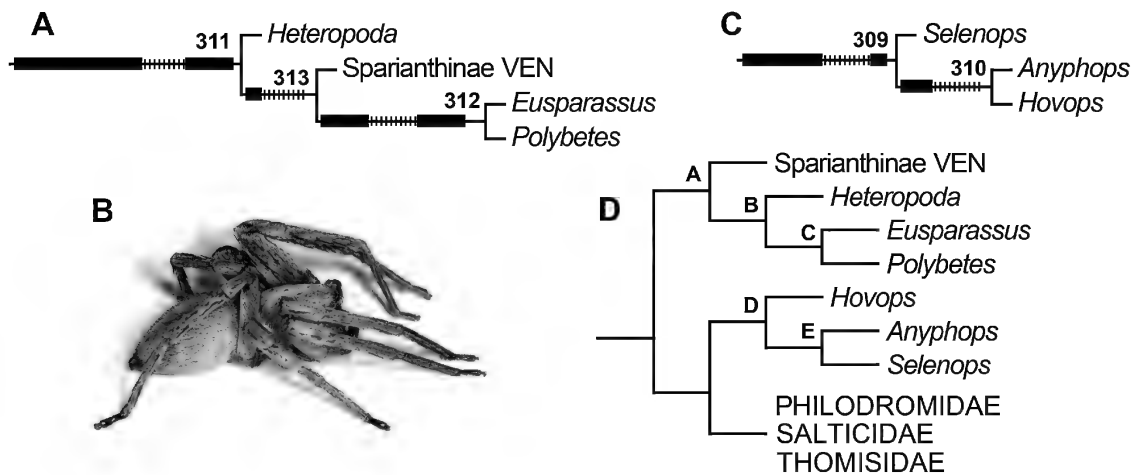 A
311
Heteropoda
313
Sparianthinae VEN
312
Eusparassus
Polybetes
C
309
Selenops
310
Anyphops
Hovops
B
D
A
Sparianthinae VEN
B
Heteropoda
C
Eusparassus
Polybetes
D
Hovops
E
Anyphops
Selenops
PHILODROMIDAE
SALTICIDAE
THOMISIDAE